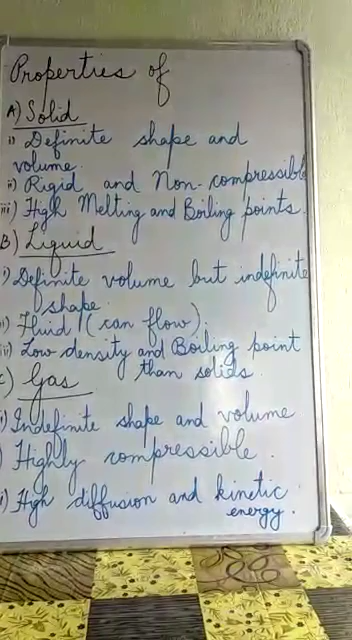 Properties of
A) Solid
i) Definite shape and
volume.
ii) Rigid and Non-compressible
iii) High Melting and Boiling points.
B) Liquid
i) Definite volume but indefinite
shape.
ii) Fluid (can flow).
iii) Low density and Boiling point
than solids.
C) Gas
i) Indefinite shape and volume
) Highly compressible.
i) High diffusion and kinetic
energy.